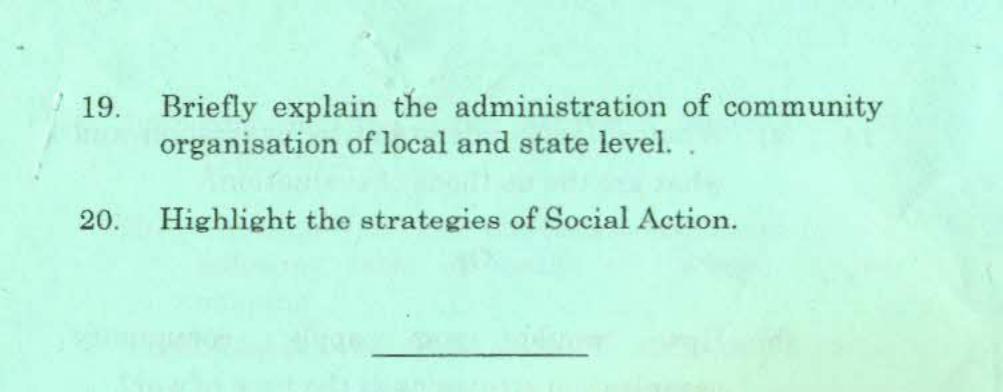 19. Briefly explain the administration of community
organisation of local and state level.
20. Highlight the strategies of Social Action.